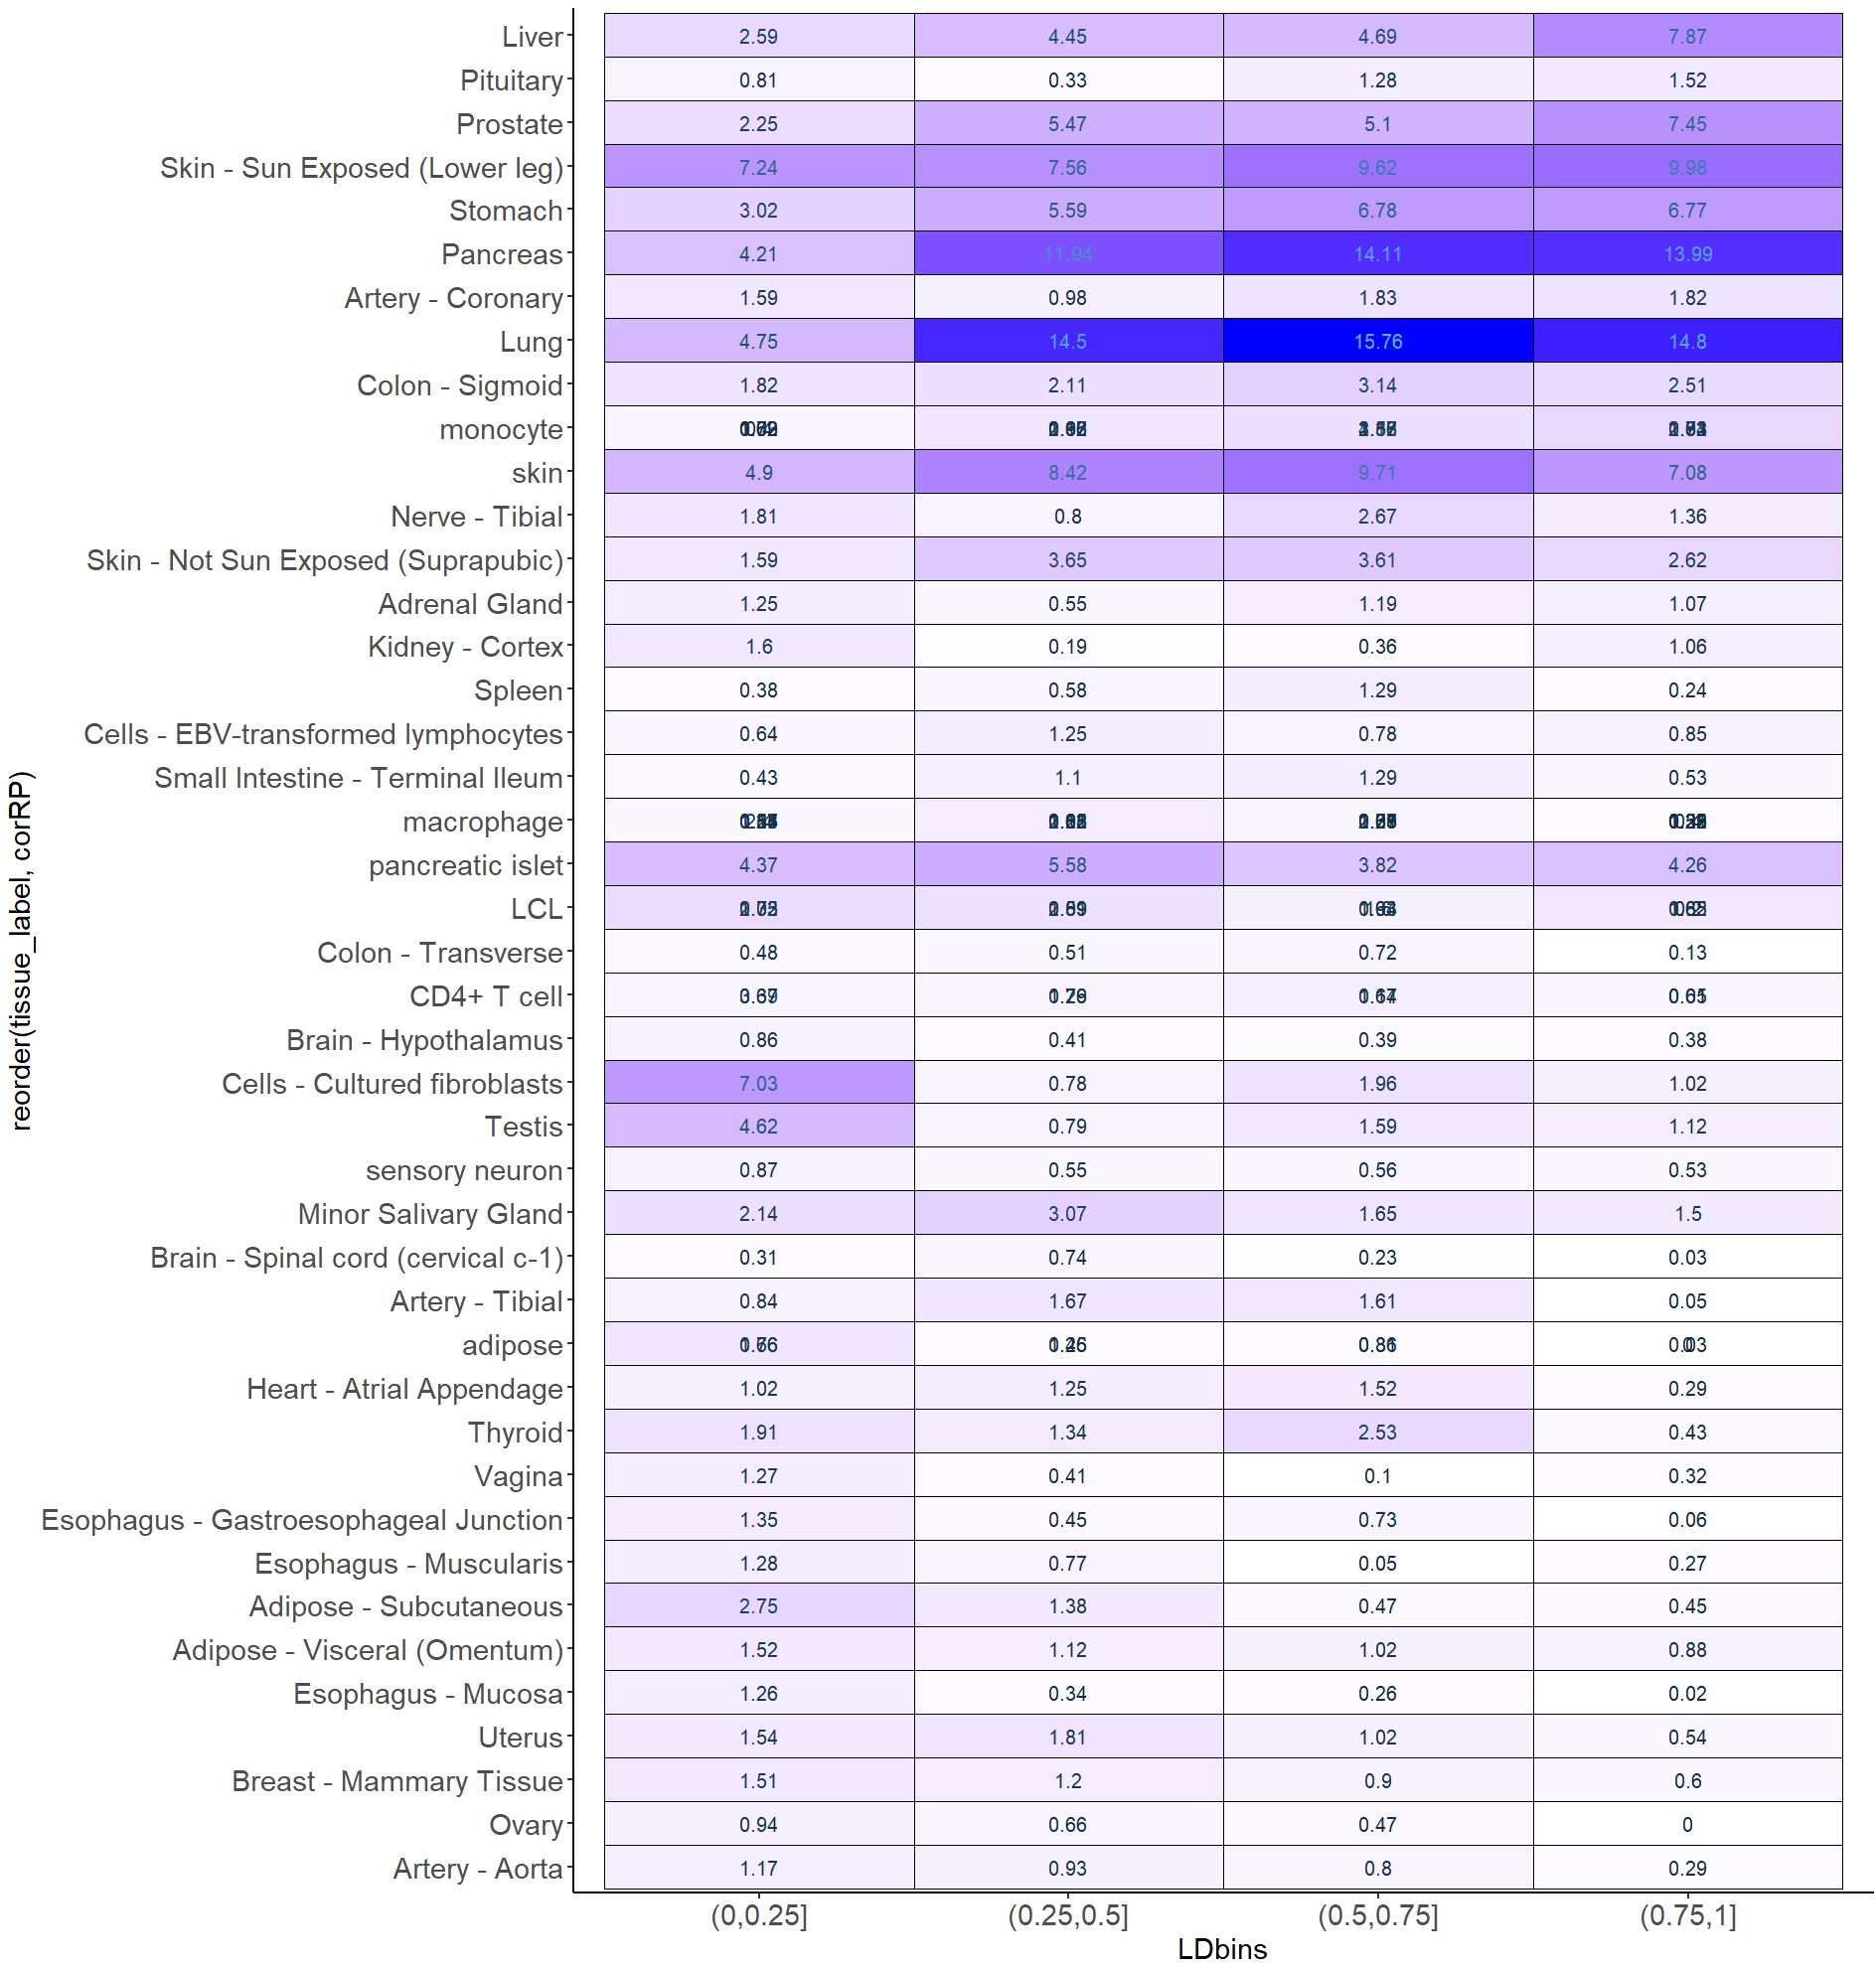 Liver 2.59 4.45 4.69 7.87
Pituitary 0.81 0.33 1.28 1.52
Prostate 2.25 5.47 5.1 7.45
Skin - Sun Exposed (Lower leg) 7.24 7.56 9.62 9.98
Stomach 3.02 5.59 6.78 6.77
Pancreas 4.21 11.94 14.11 13.99
Artery - Coronary 1.59 0.98 1.83 1.82
Lung 4.75 14.5 15.76 14.8
Colon - Sigmoid 1.82 2.11 3.14 2.51
monocyte
skin 4.9 8.42 9.71 7.08
Nerve - Tibial 1.81 0.8 2.67 1.36
Skin - Not Sun Exposed (Suprapubic) 1.59 3.65 3.61 2.62
Adrenal Gland 1.25 0.55 1.19 1.07
Kidney - Cortex 1.6 0.19 0.36 1.06
Spleen 0.38 0.58 1.29 0.24
Cells - EBV-transformed lymphocytes 0.64 1.25 0.78 0.85
Small Intestine - Terminal Ileum 0.43 1.1 1.29 0.53
macrophage
pancreatic islet 4.37 5.58 3.82 4.26
LCL
Colon - Transverse 0.48 0.51 0.72 0.13
CD4+ T cell
Brain - Hypothalamus 0.86 0.41 0.39 0.38
Cells - Cultured fibroblasts 7.03 0.78 1.96 1.02
Testis 4.62 0.79 1.59 1.12
sensory neuron 0.87 0.55 0.56 0.53
Minor Salivary Gland 2.14 3.07 1.65 1.5
Brain - Spinal cord (cervical c-1) 0.31 0.74 0.23 0.03
Artery - Tibial 0.84 1.67 1.61 0.05
adipose
Heart - Atrial Appendage 1.02 1.25 1.52 0.29
Thyroid 1.91 1.34 2.53 0.43
Vagina 1.27 0.41 0.1 0.32
Esophagus - Gastroesophageal Junction 1.35 0.45 0.73 0.06
Esophagus - Muscularis 1.28 0.77 0.05 0.27
Adipose - Subcutaneous 2.75 1.38 0.47 0.45
Adipose - Visceral (Omentum) 1.52 1.12 1.02 0.88
Esophagus - Mucosa 1.26 0.34 0.26 0.02
Uterus 1.54 1.81 1.02 0.54
Breast - Mammary Tissue 1.51 1.2 0.9 0.6
Ovary 0.94 0.66 0.47 0
Artery - Aorta 1.17 0.93 0.8 0.29
(0,0.25] (0.25,0.5] (0.5,0.75] (0.75,1]
LDbins
reorder(tissue_label, corRP)